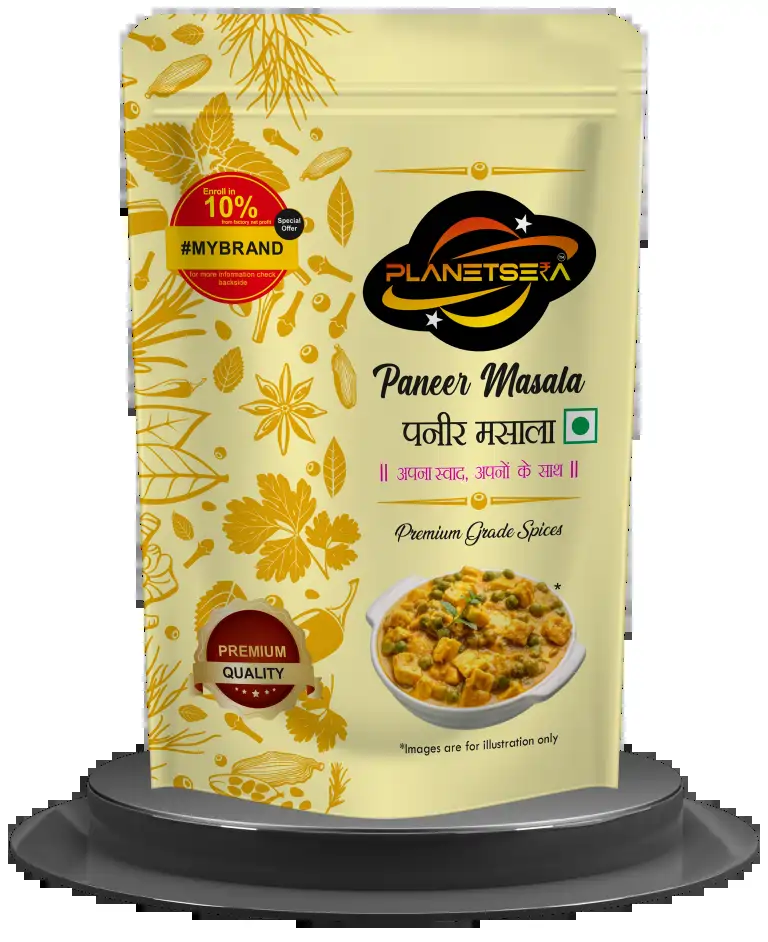 Enroll in
10%
from factory net profit
Special
Offer
#MYBRAND
for more information check
backside
PLANETSERA
TM
Paneer Masala
पनीर मसाला
|| अपना स्वाद, अपनों के साथ ||
Premium Grade Spices
*
PREMIUM
QUALITY
*Images are for illustration only